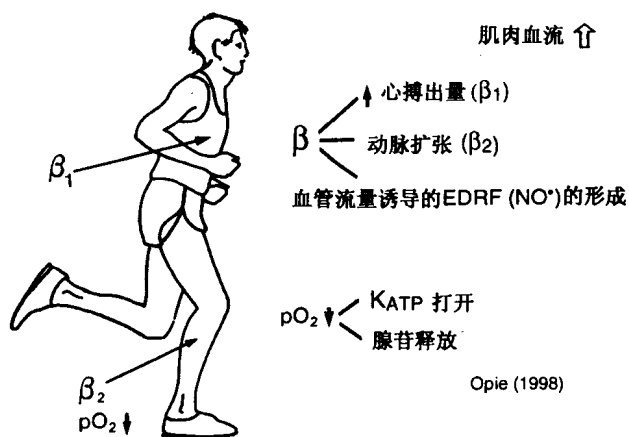 肌肉血流 ⇧
↑ 心搏出量 (β1)
β 动脉扩张 (β2)
血管流量诱导的EDRF (NO•)的形成
β1
pO2 ↓ KATP 打开
腺苷释放
β2
pO2 ↓
Opie (1998)